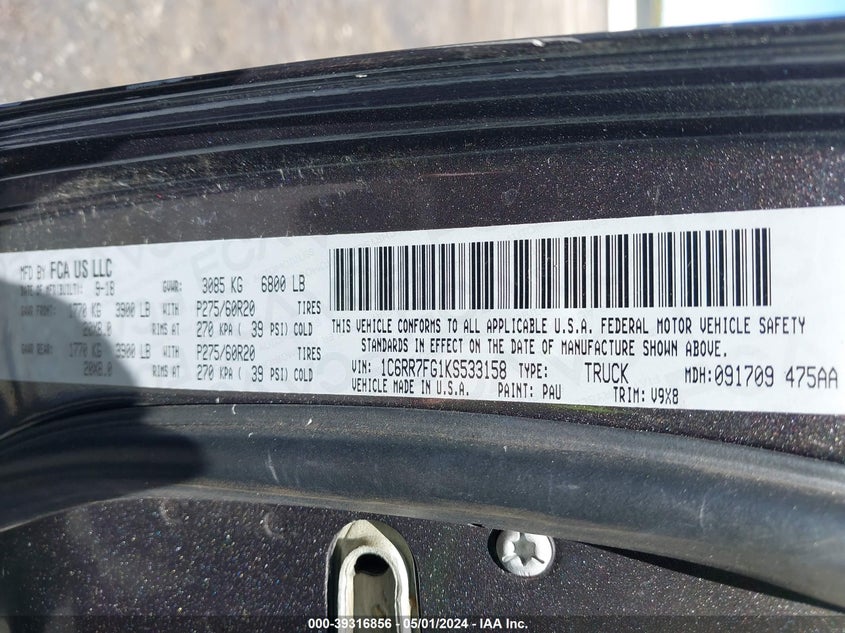 MFD BY FCA US LLC
DATE OF MFD(BUILT): 9-18 GVWR: 3085 KG 6800 LB
GAWR FRONT: 1770 KG 3900 LB WITH P275/60R20 TIRES
20X8.0 RIMS AT 270 KPA ( 39 PSI) COLD
GAWR REAR: 1770 KG 3900 LB WITH P275/60R20 TIRES
20X8.0 RIMS AT 270 KPA ( 39 PSI) COLD
THIS VEHICLE CONFORMS TO ALL APPLICABLE U.S.A. FEDERAL MOTOR VEHICLE SAFETY
STANDARDS IN EFFECT ON THE DATE OF MANUFACTURE SHOWN ABOVE.
VIN: 1C6RR7FG1KS533158 TYPE: TRUCK MDH: 091709 475AA
VEHICLE MADE IN U.S.A. PAINT: PAU TRIM: V9X8
000-39316856 - 05/01/2024 - IAA Inc.